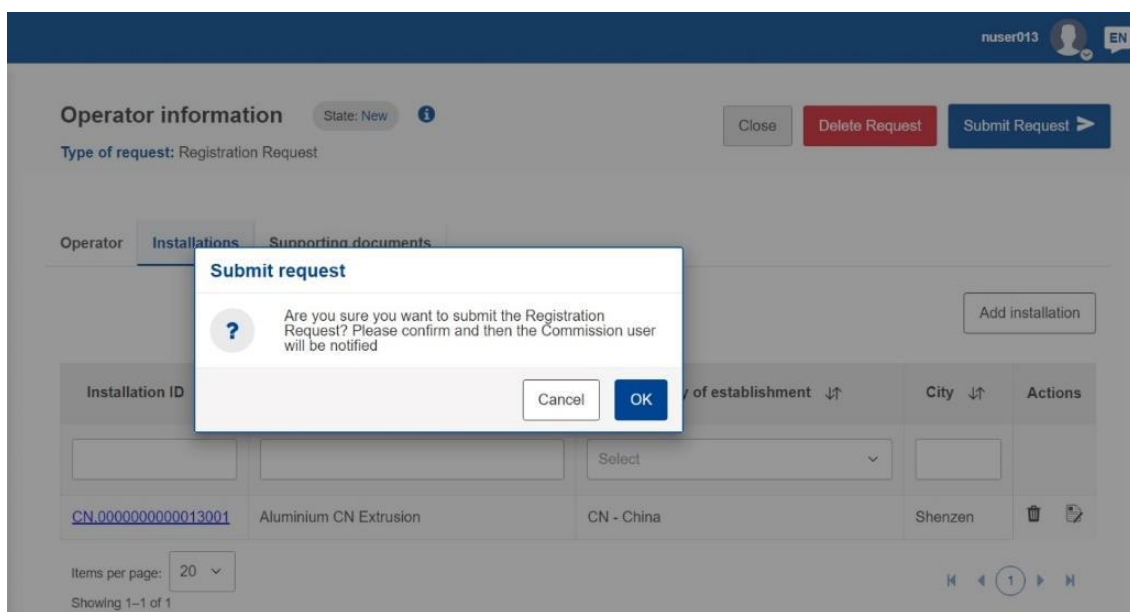 nuser013
EN
Operator information
State: New
Close
Delete Request
Submit Request
Type of request: Registration Request
Operator
Installations
Supporting documents
Submit request
Are you sure you want to submit the Registration
Request? Please confirm and then the Commission user
will be notified
Cancel
OK
Add installation
Installation ID
y of establishment
City
Actions
Select
CN.0000000000013001
Aluminium CN Extrusion
CN - China
Shenzen
Items per page:
20
1
Showing 1–1 of 1